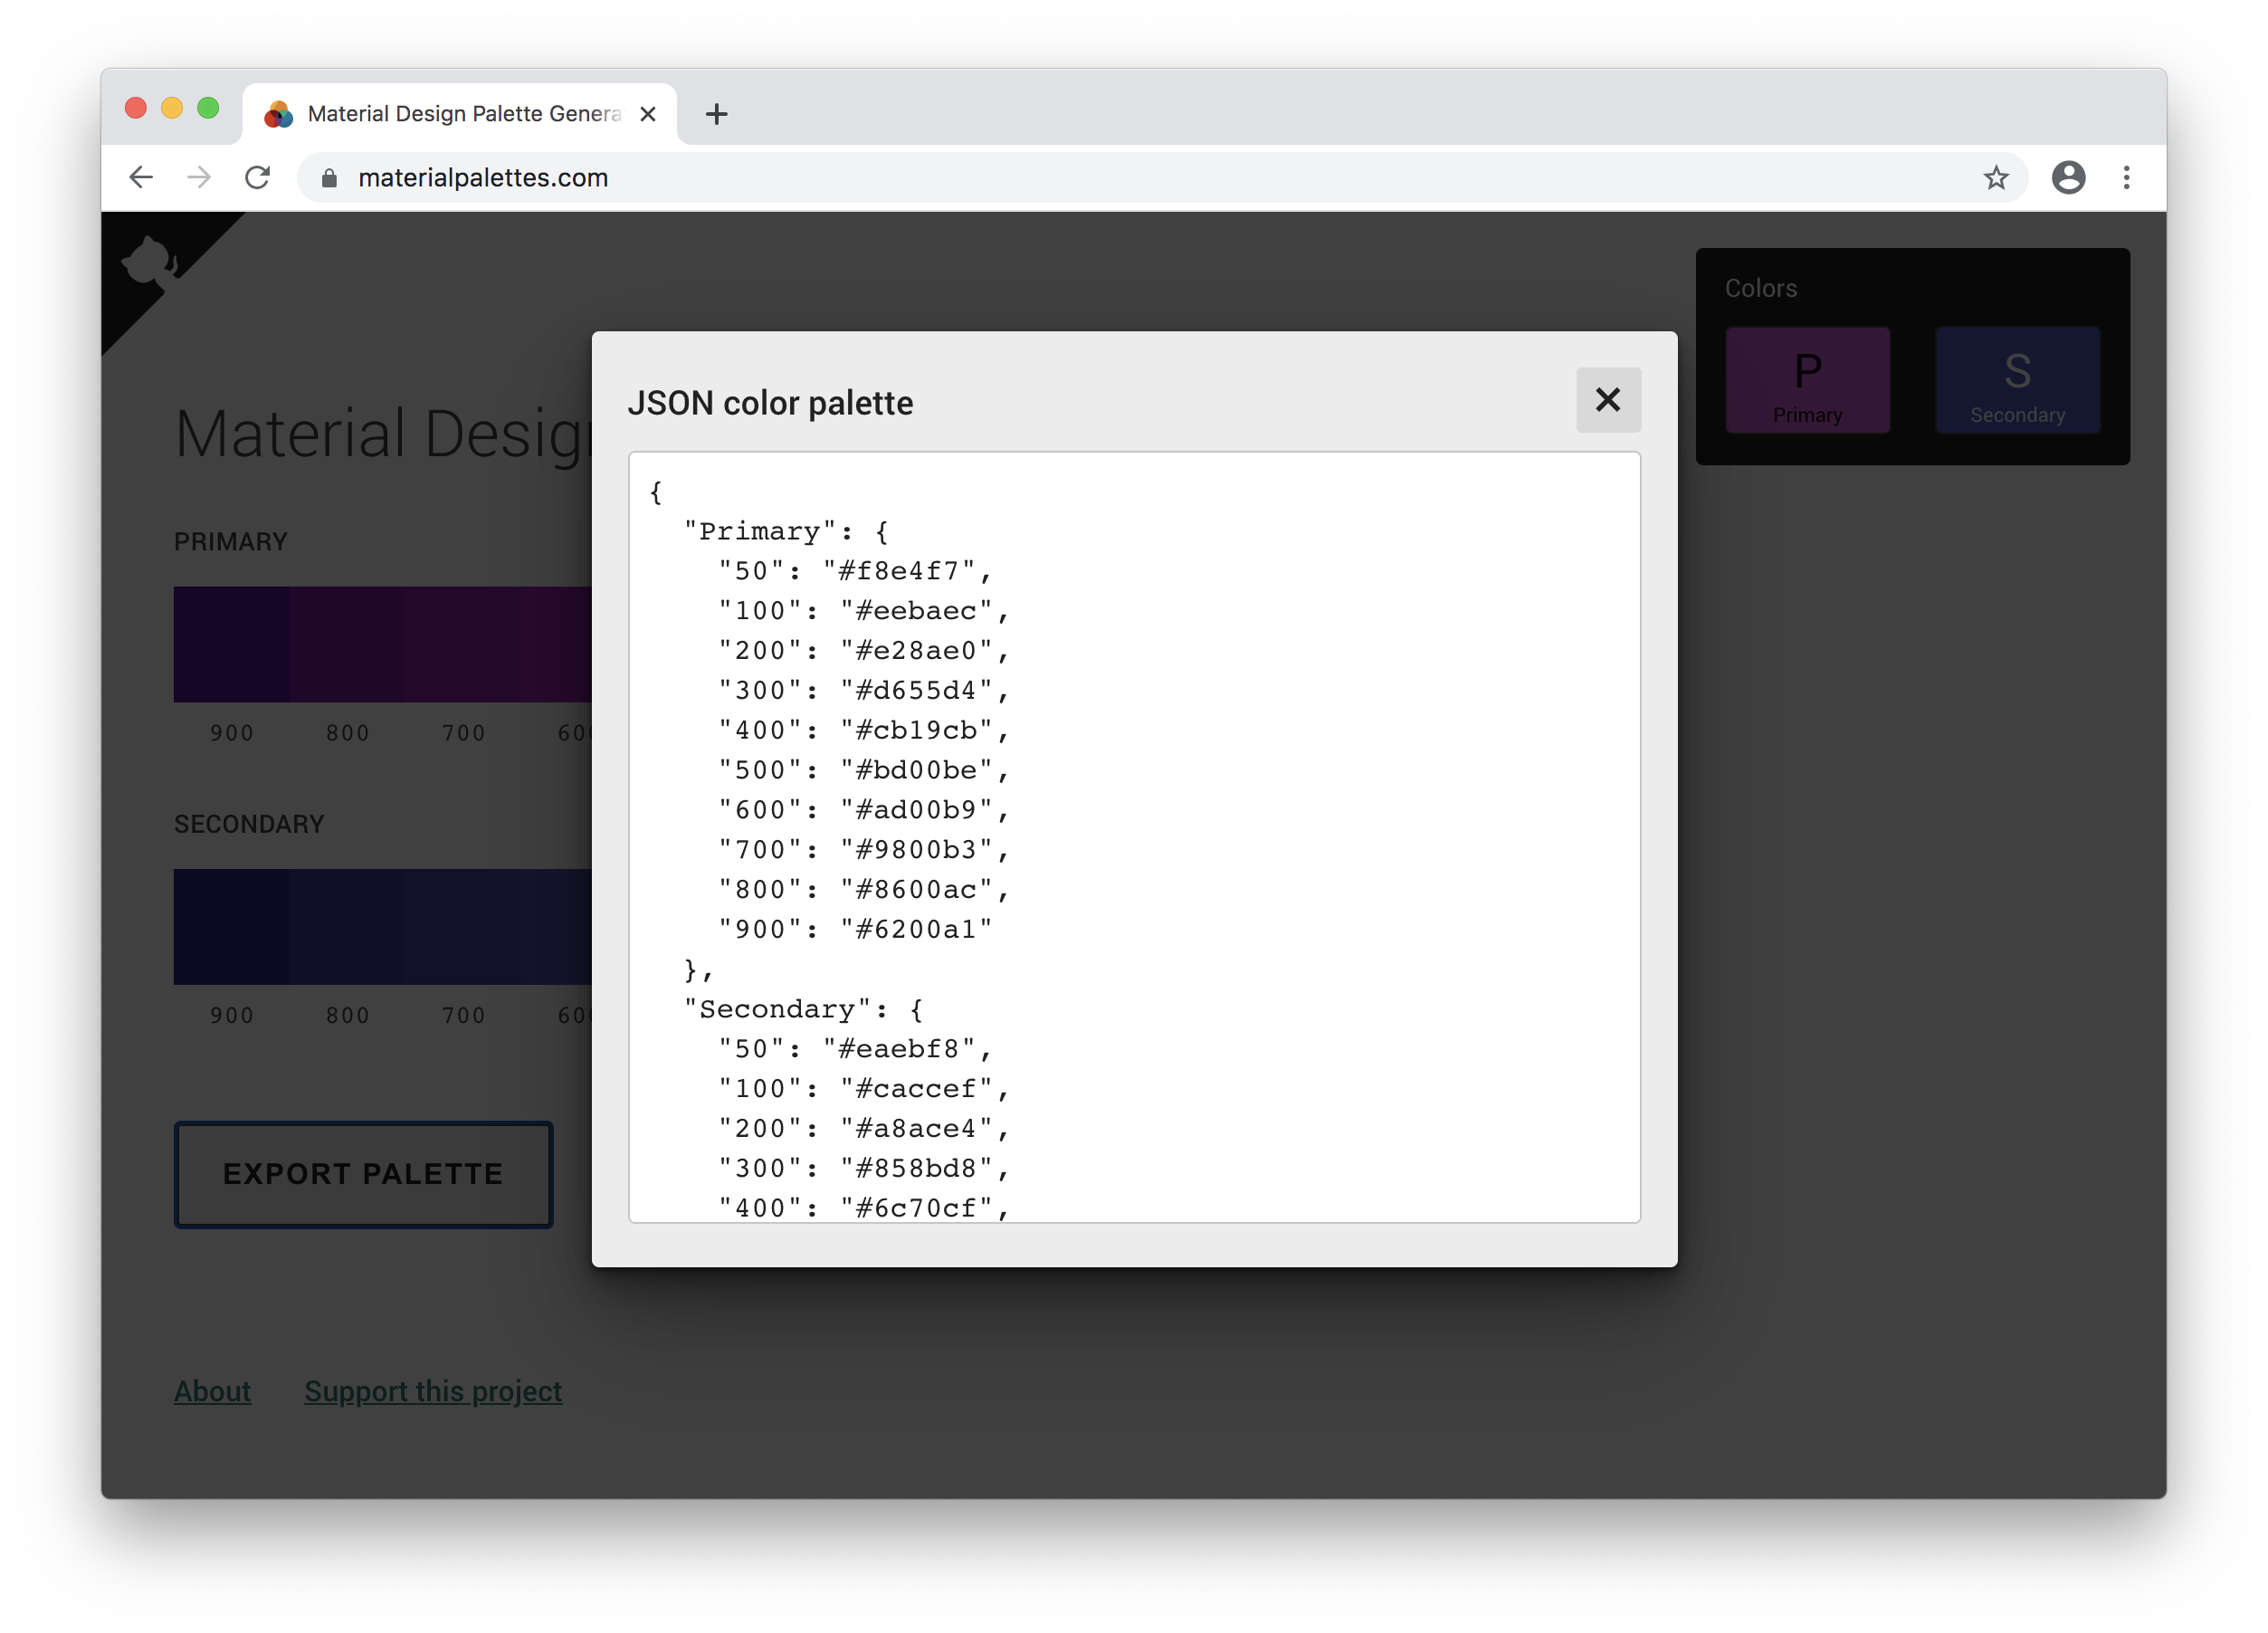 Material Design Palette Genera
materialpalettes.com
Colors
P
Primary
S
Secondary
Material Design
PRIMARY
900 800 700 600
SECONDARY
900 800 700 600
EXPORT PALETTE
About Support this project
JSON color palette
{
"Primary": {
"50": "#f8e4f7",
"100": "#eebaec",
"200": "#e28ae0",
"300": "#d655d4",
"400": "#cb19cb",
"500": "#bd00be",
"600": "#ad00b9",
"700": "#9800b3",
"800": "#8600ac",
"900": "#6200a1"
},
"Secondary": {
"50": "#eaebf8",
"100": "#caccef",
"200": "#a8ace4",
"300": "#858bd8",
"400": "#6c70cf",